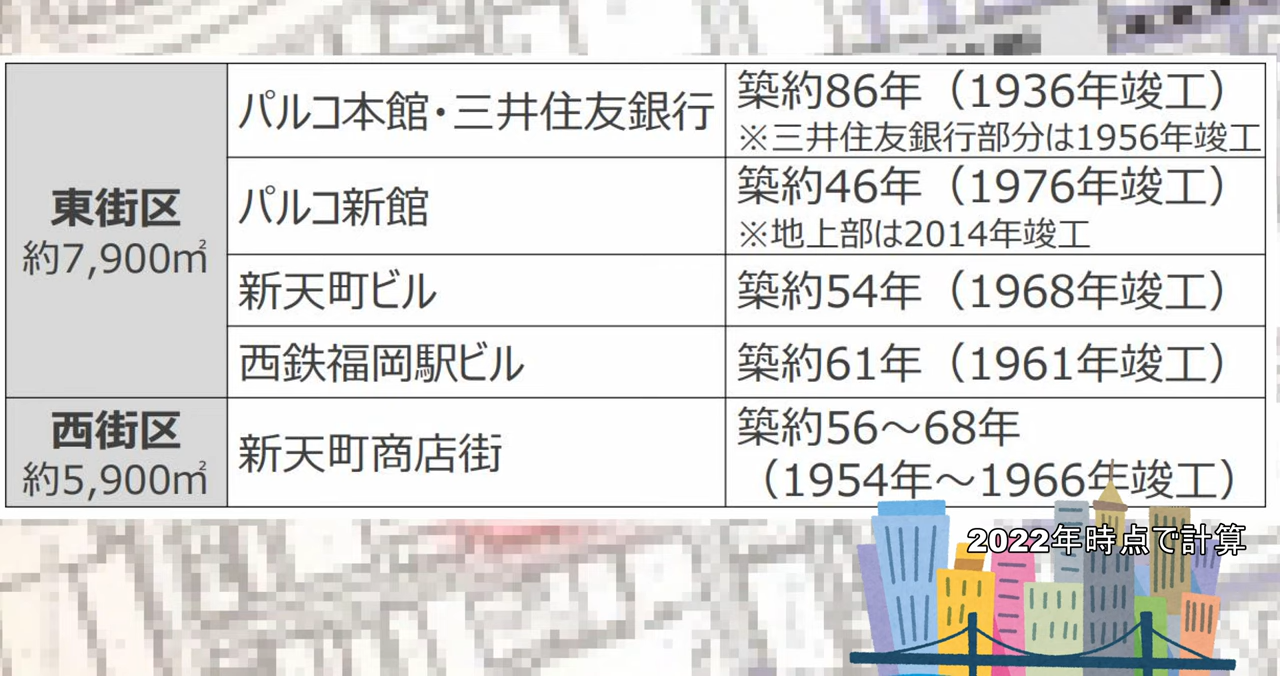 東街区
約7,900㎡
パルコ本館・三井住友銀行
築約86年（1936年竣工）
※三井住友銀行部分は1956年竣工
パルコ新館
築約46年（1976年竣工）
※地上部は2014年竣工
新天町ビル
築約54年（1968年竣工）
西鉄福岡駅ビル
築約61年（1961年竣工）
西街区
約5,900㎡
新天町商店街
築約56～68年
（1954年～1966年竣工）
2022年時点で計算